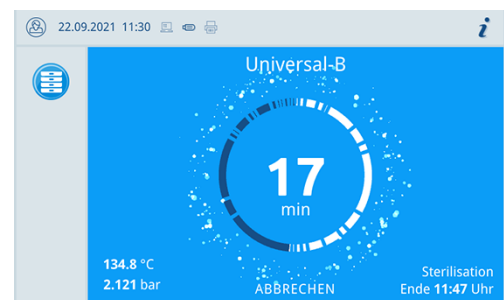 22.09.2021 11:30
i
Universal-B
17
min
134.8 °C
2.121 bar
ABBRECHEN
Sterilisation
Ende 11:47 Uhr